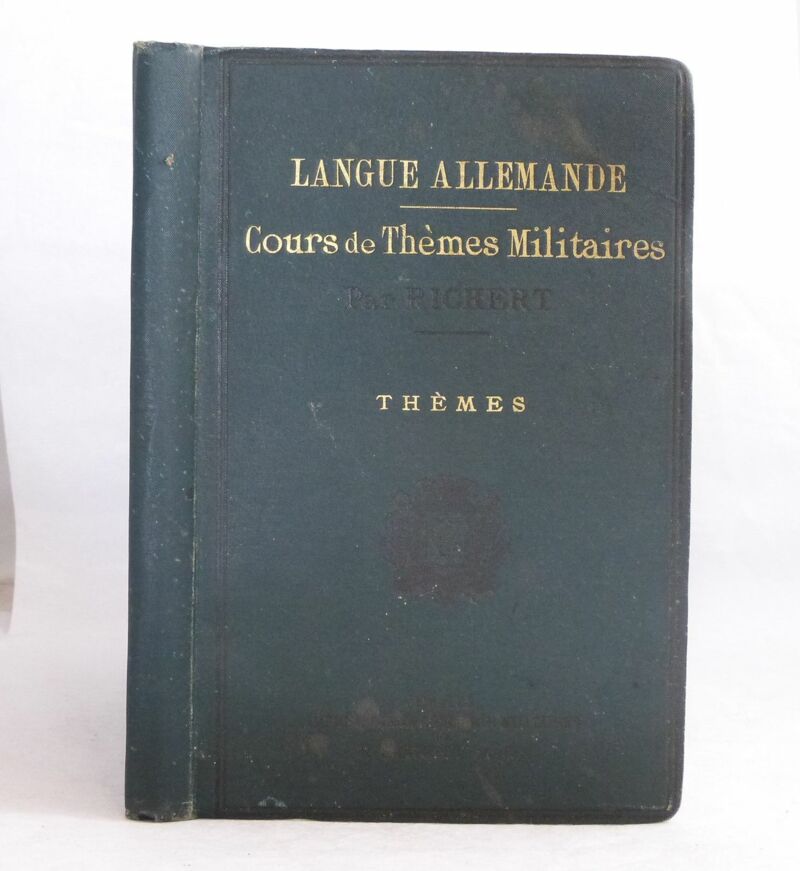 LANGUE ALLEMANDE
Cours de Thèmes Militaires
Par RICHERT
THÈMES